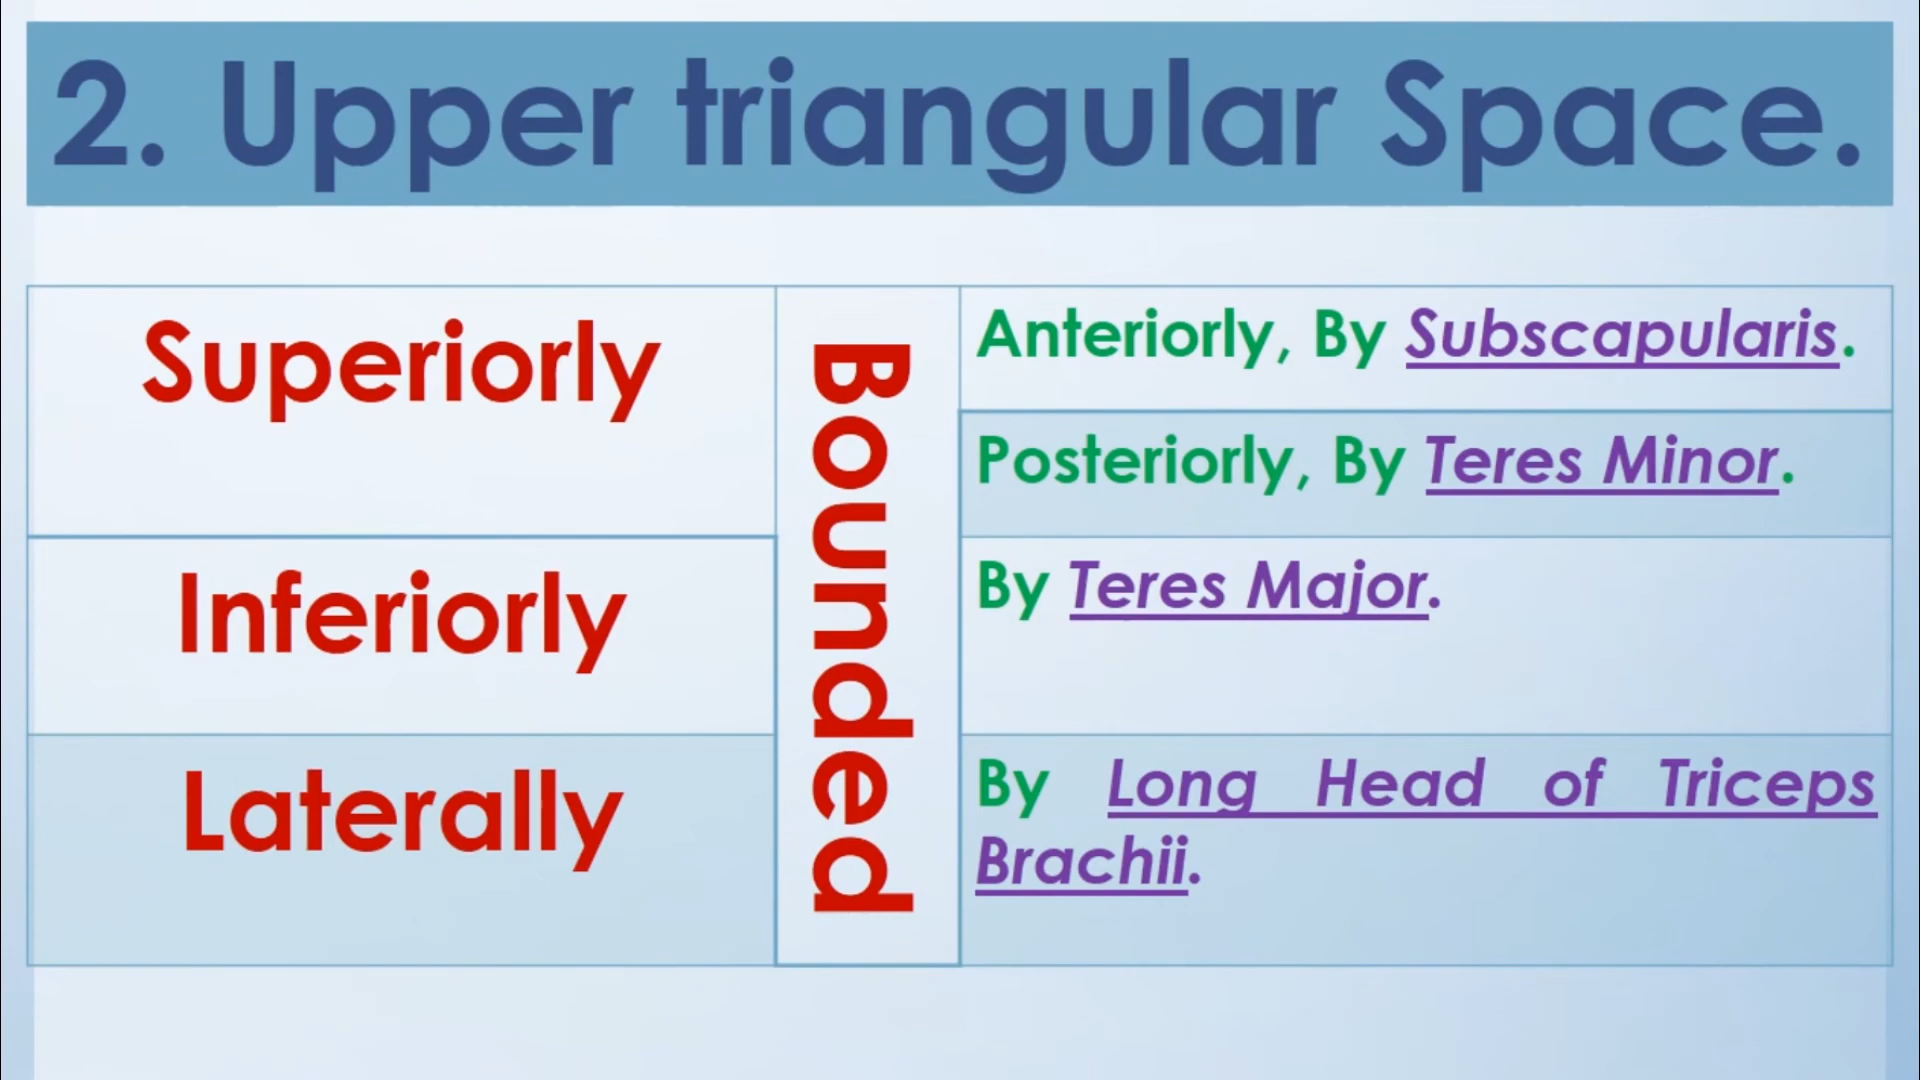 2. Upper triangular Space.
Superiorly
Bounded
Anteriorly, By Subscapularis.
Posteriorly, By Teres Minor.
Inferiorly
By Teres Major.
Laterally
By Long Head of Triceps
Brachii.